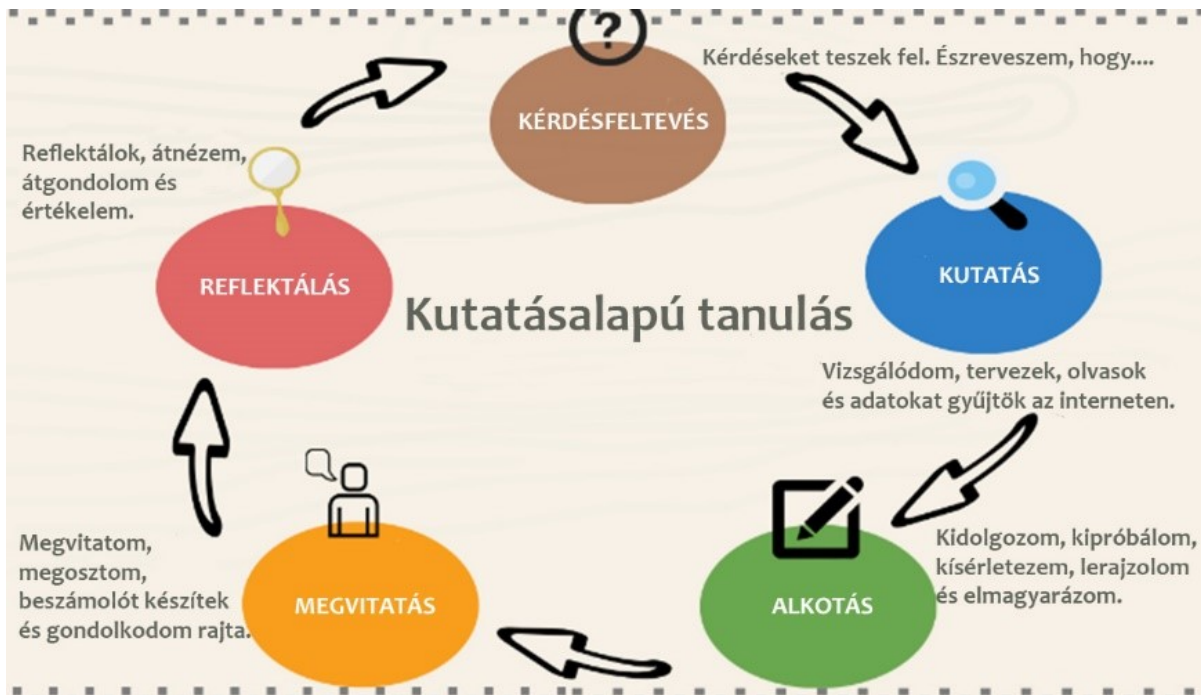 ?
Kérdéseket teszek fel. Észreveszem, hogy....
KÉRDÉSFELTEVÉS
Reflektálok, átnézem,
átgondolom és
értékelem.
REFLEKTÁLÁS
KUTATÁS
Kutatásalapú tanulás
Vizsgálódom, tervezek, olvasok
és adatokat gyűjtök az interneten.
Megvitatom,
megosztom,
beszámolót készítek
és gondolkodom rajta.
MEGVITATÁS
ALKOTÁS
Kidolgozom, kipróbálom,
kísérletezem, lerajzolom
és elmagyarázom.